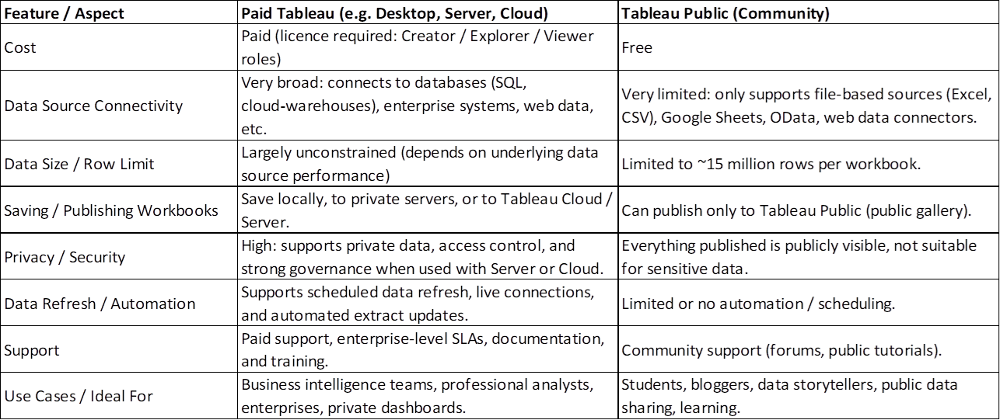 Feature / Aspect
Paid Tableau (e.g. Desktop, Server, Cloud)
Tableau Public (Community)
Cost
Paid (licence required: Creator / Explorer / Viewer
roles)
Free
Data Source Connectivity
Very broad: connects to databases (SQL,
cloud-warehouses), enterprise systems, web data,
etc.
Very limited: only supports file-based sources (Excel,
CSV), Google Sheets, OData, web data connectors.
Data Size / Row Limit
Largely unconstrained (depends on underlying data
source performance)
Limited to ~15 million rows per workbook.
Saving / Publishing Workbooks
Save locally, to private servers, or to Tableau Cloud /
Server.
Can publish only to Tableau Public (public gallery).
Privacy / Security
High: supports private data, access control, and
strong governance when used with Server or Cloud.
Everything published is publicly visible, not suitable
for sensitive data.
Data Refresh / Automation
Supports scheduled data refresh, live connections,
and automated extract updates.
Limited or no automation / scheduling.
Support
Paid support, enterprise-level SLAs, documentation,
and training.
Community support (forums, public tutorials).
Use Cases / Ideal For
Business intelligence teams, professional analysts,
enterprises, private dashboards.
Students, bloggers, data storytellers, public data
sharing, learning.